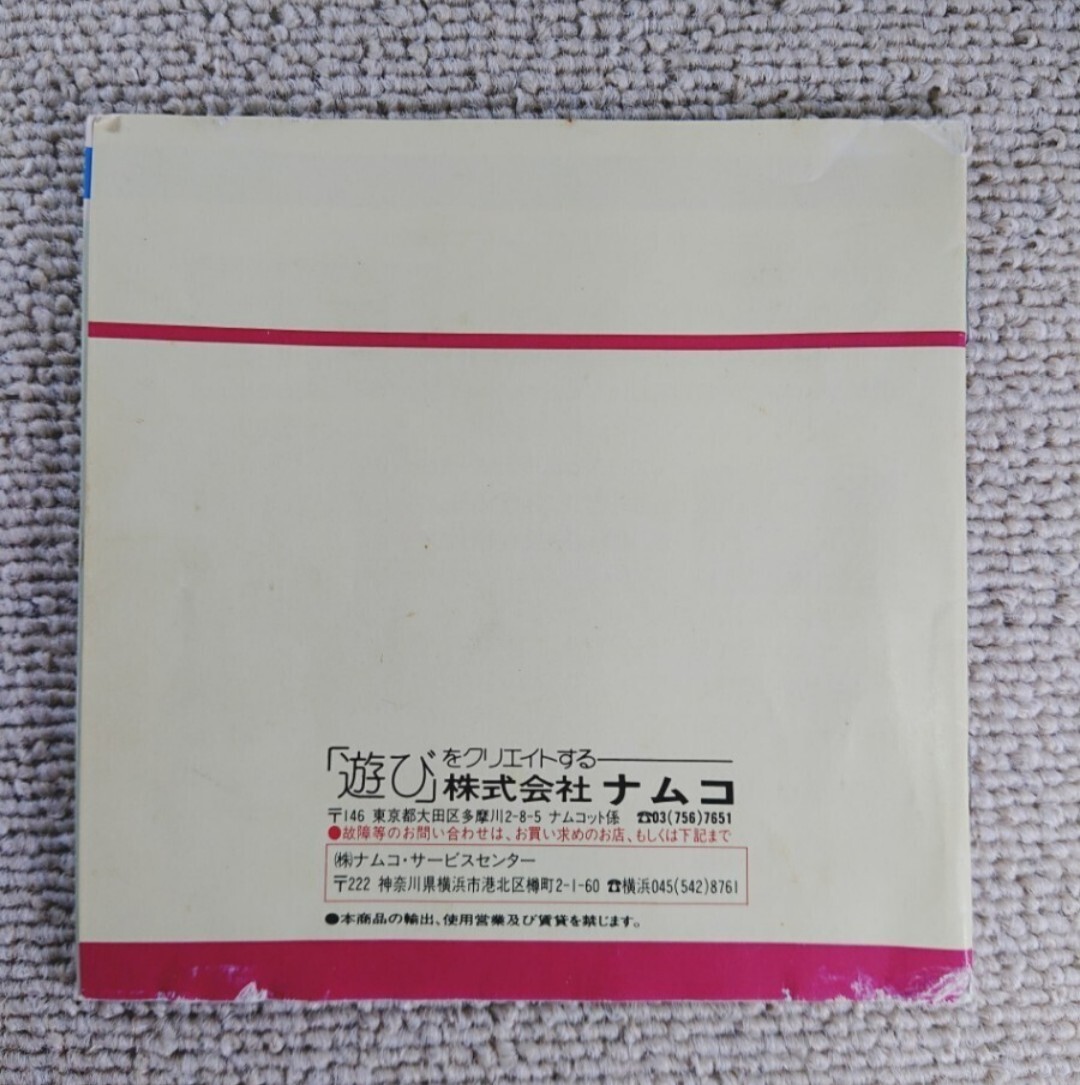 「遊び」をクリエイトする
株式会社ナムコ
〒146 東京都大田区多摩川2-8-5 ナムコット係 ☎03(756)7651
●故障等のお問い合わせは、お買い求めのお店、もしくは下記まで
㈱ナムコ・サービスセンター
〒222 神奈川県横浜市港北区樽町2-1-60 ☎横浜045(542)8761
●本商品の輸出、使用営業及び賃貸を禁じます。